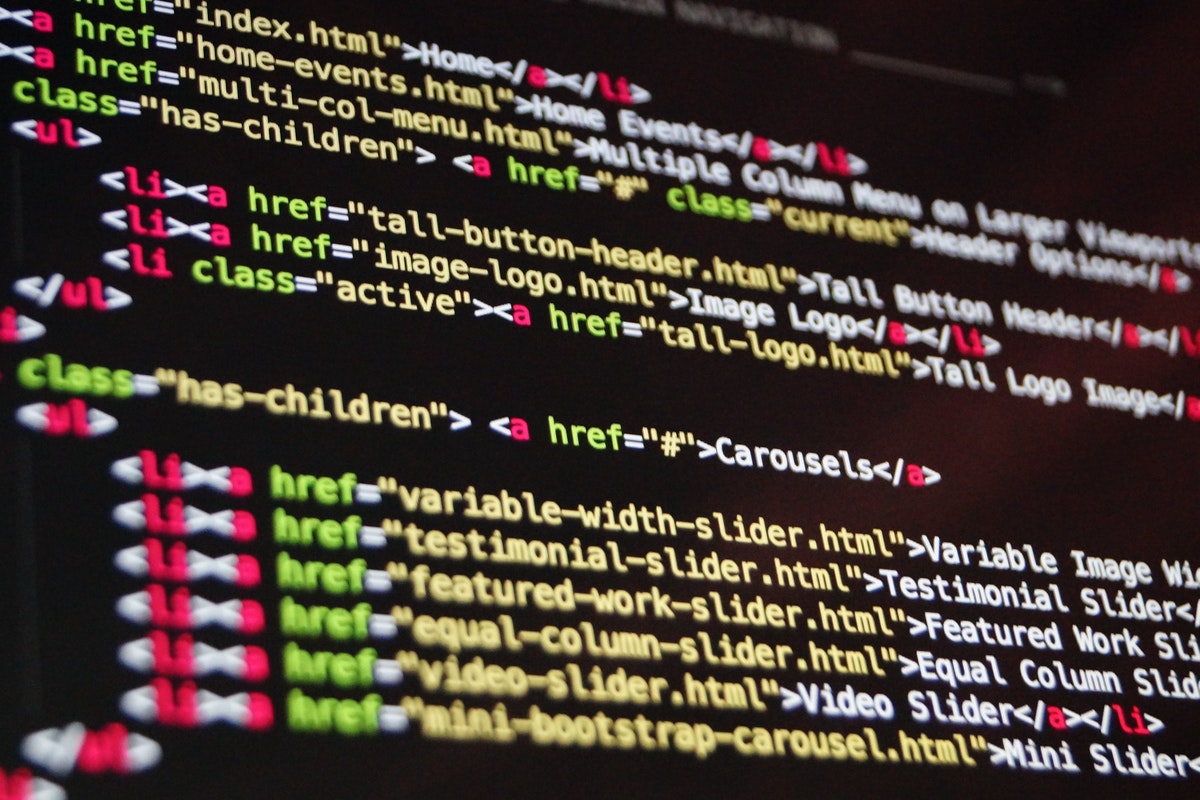 NAVIGATION
<a href="index.html">Home</a></li>
<a href="home-events.html">Home Events</a></li>
<a href="multi-col-menu.html">Multiple Column Menu on Larger Viewports
class="has-children"> <a href="#" class="current">Header Options</a>
<ul>
<li><a href="tall-button-header.html">Tall Button Header</a></li
<li><a href="image-logo.html">Image Logo</a></li>
<li class="active"><a href="tall-logo.html">Tall Logo Image</a
</ul>
>
class="has-children"> <a href="#">Carousels</a>
<ul>
<li><a href="variable-width-slider.html">Variable Image
<li><a href="testimonial-slider.html">Testimonial Slider</
<li><a href="featured-work-slider.html">Featured Work
<li><a href="equal-column-slider.html">Equal Column
<li><a href="video-slider.html">Video Slider</a></li>
<li><a href="mini-bootstrap-carousel.html">Mini Slider<
</ul>